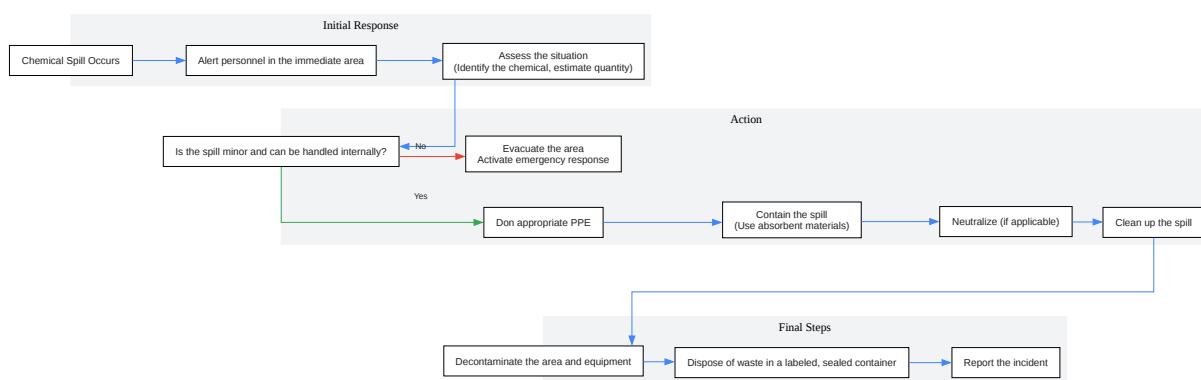 Initial Response
Chemical Spill Occurs
Alert personnel in the immediate area
Assess the situation
(Identify the chemical, estimate quantity)
Action
Is the spill minor and can be handled internally?
No
Evacuate the area
Activate emergency response
Yes
Don appropriate PPE
Contain the spill
(Use absorbent materials)
Neutralize (if applicable)
Clean up the spill
Final Steps
Decontaminate the area and equipment
Dispose of waste in a labeled, sealed container
Report the incident